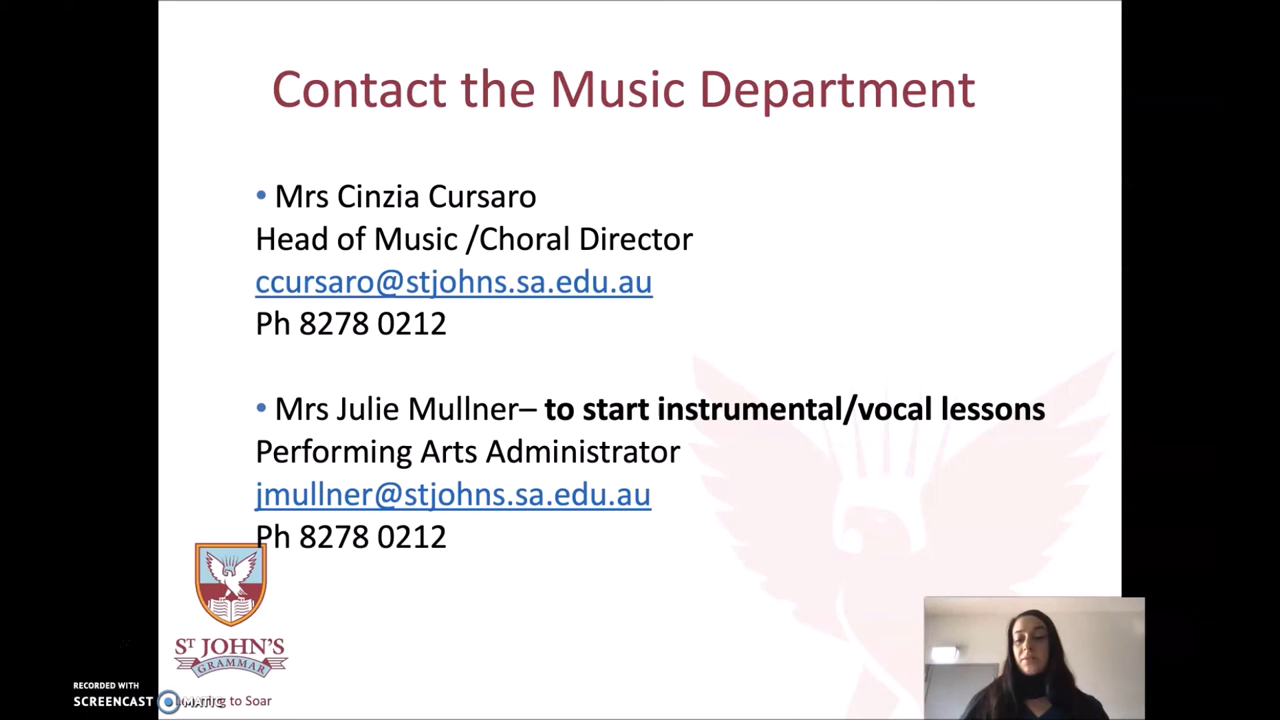 Contact the Music Department
• Mrs Cinzia Cursaro
Head of Music /Choral Director
ccursaro@stjohns.sa.edu.au
Ph 8278 0212
• Mrs Julie Mullner– to start instrumental/vocal lessons
Performing Arts Administrator
jmullner@stjohns.sa.edu.au
Ph 8278 0212
ST JOHN'S
GRAMMAR
to Soar
RECORDED WITH
SCREENCAST MATIC